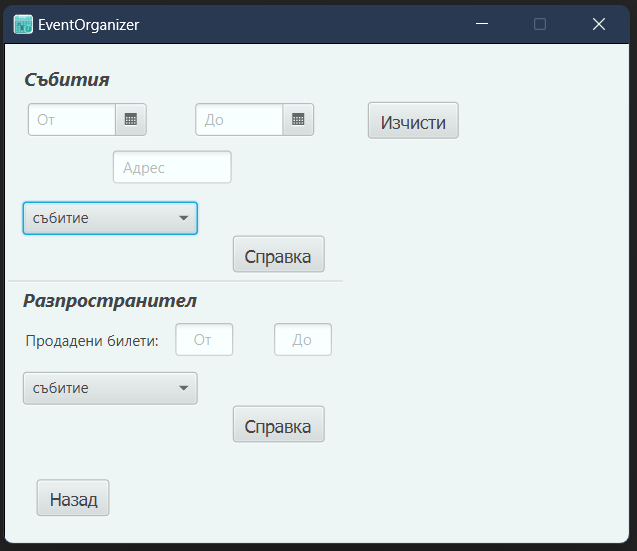 EventOrganizer
Събития
От До Изчисти
Адрес
събитие
Справка
Разпространител
Продадени билети: От До
събитие
Справка
Назад